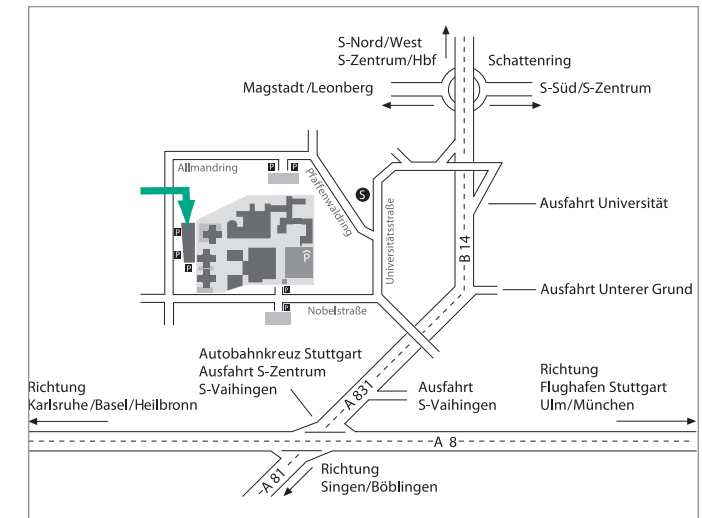 S-Nord/West
S-Zentrum/Hbf
Schattenring
Magstadt/Leonberg
S-Süd/S-Zentrum
Allmandring
P
P
Pfaffenwaldring
S
Universitätsstraße
Ausfahrt Universität
P
P
P
P
B 14
P
Ausfahrt Unterer Grund
P
Nobelstraße
Autobahnkreuz Stuttgart
Ausfahrt S-Zentrum
S-Vaihingen
Richtung
Karlsruhe/Basel/Heilbronn
A 831
Ausfahrt
S-Vaihingen
Richtung
Flughafen Stuttgart
Ulm/München
A 8
A 81
Richtung
Singen/Böblingen